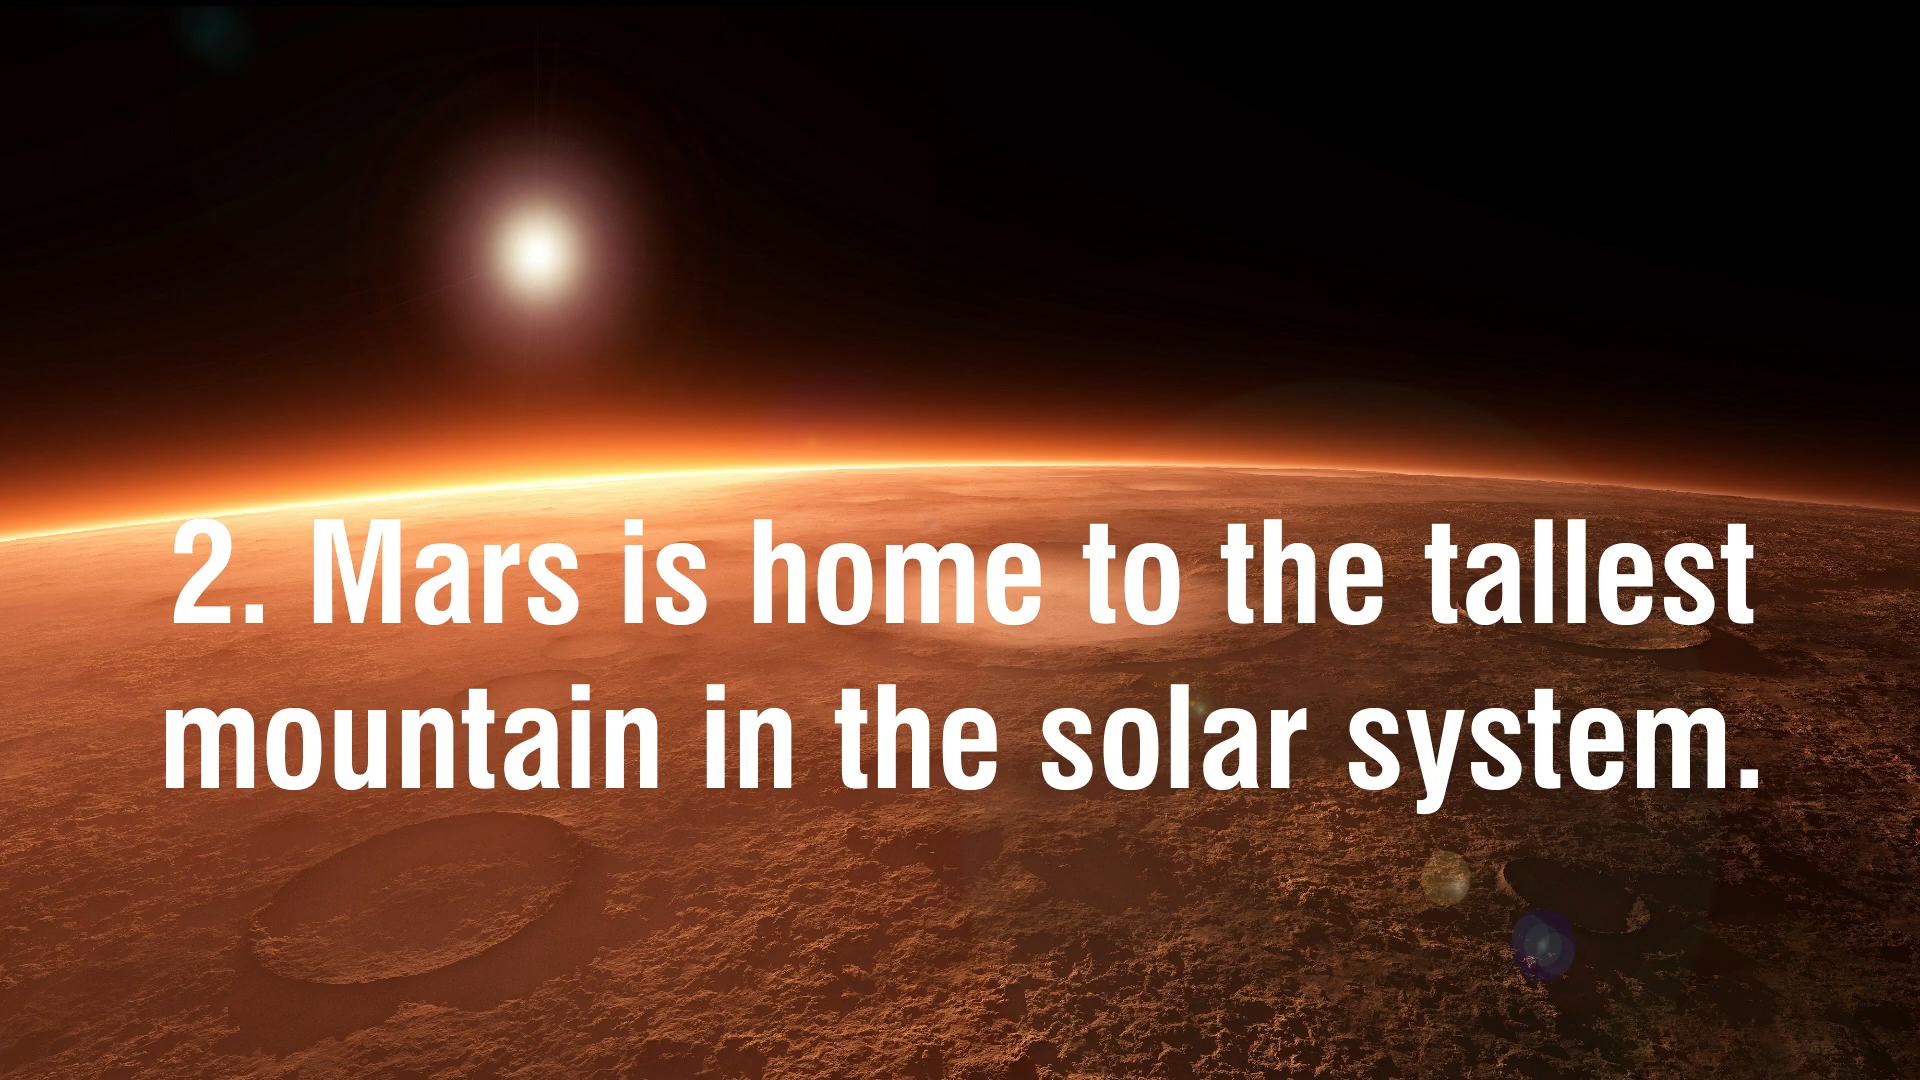 2. Mars is home to the tallest
mountain in the solar system.